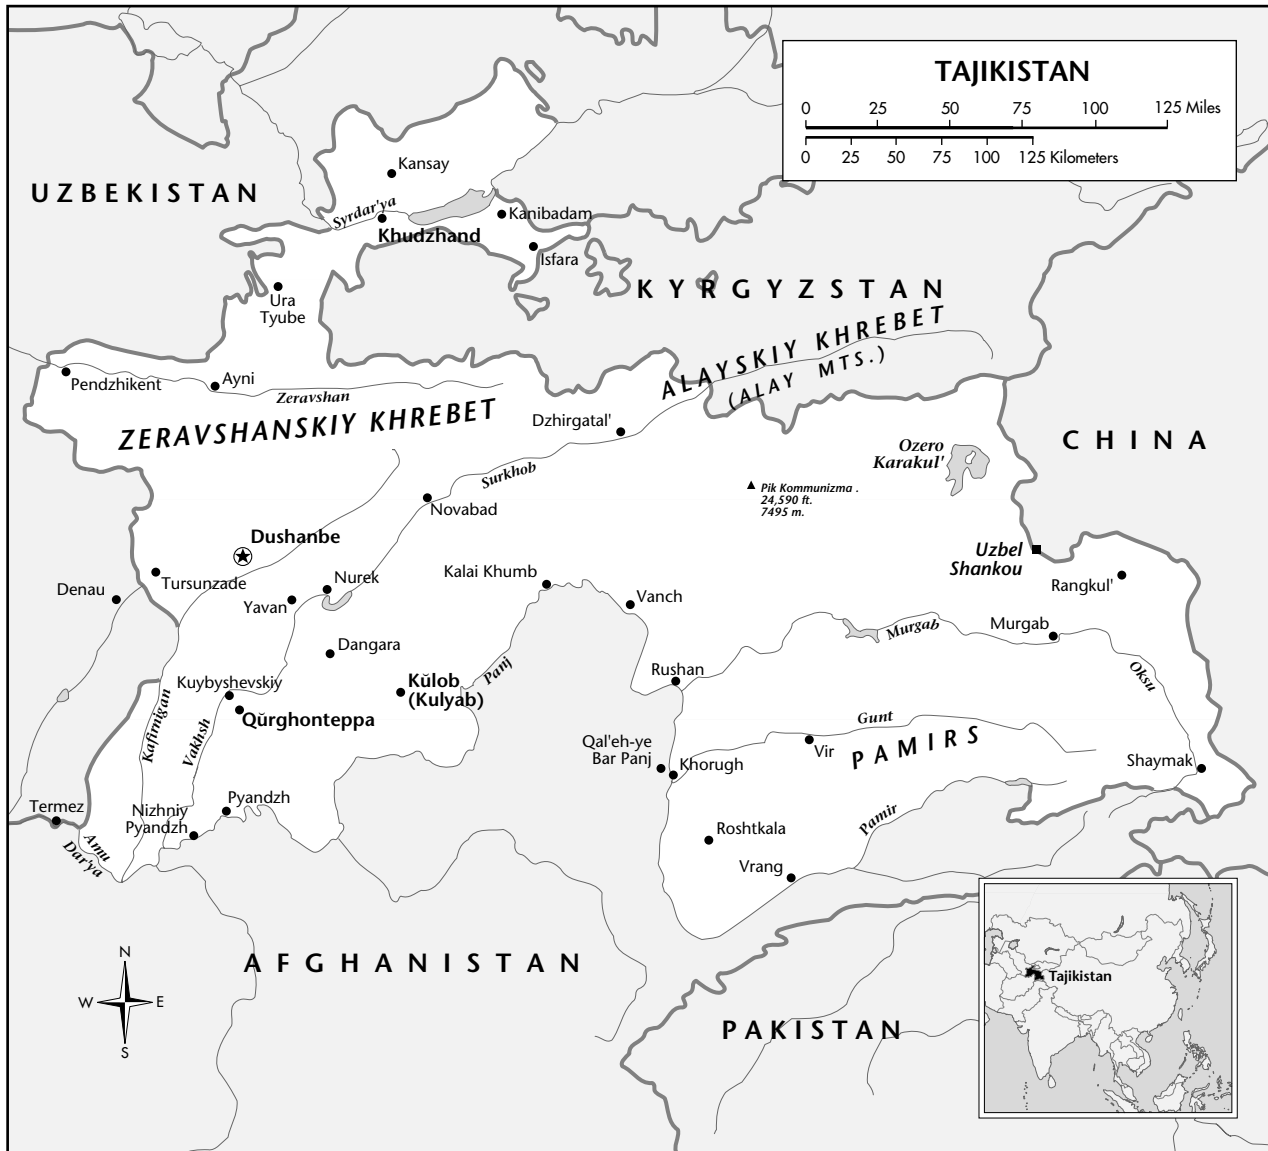 TAJIKISTAN
0 25 50 75 100 125 Miles
0 25 50 75 100 125 Kilometers
UZBEKISTAN
Kansay
Syrdar'ya
Kanibadam
Khudzhand
Isfara
KYRGYZSTAN
Ura
Tyube
ALAYSKIY KHREBET
(ALAY MTS.)
Pendzhikent
Ayni
Zeravshan
ZERAVSHANSKIY KHREBET
Dzhirgatal'
CHINA
Ozero
Karakul'
Surkhob
Pik Kommunizma .
24,590 ft.
7495 m.
Novabad
Dushanbe
Uzbel
Shankou
Denau
Tursunzade
Nurek
Kalai Khumb
Rangkul'
Yavan
Vanch
Murgab
Murgab
Dangara
Panj
Rushan
Oksu
Kuybyshevskiy
Kŭlob
(Kulyab)
Kafirnigan
Vakhsh
Qŭrghonteppa
Gunt
Qal'eh-ye
Bar Panj
Vir
PAMIRS
Khorugh
Shaymak
Termez
Nizhniy
Pyandzh
Pyandzh
Pamir
Roshtkala
Amu
Dar'ya
Vrang
AFGHANISTAN
N
W E
S
PAKISTAN
Tajikistan